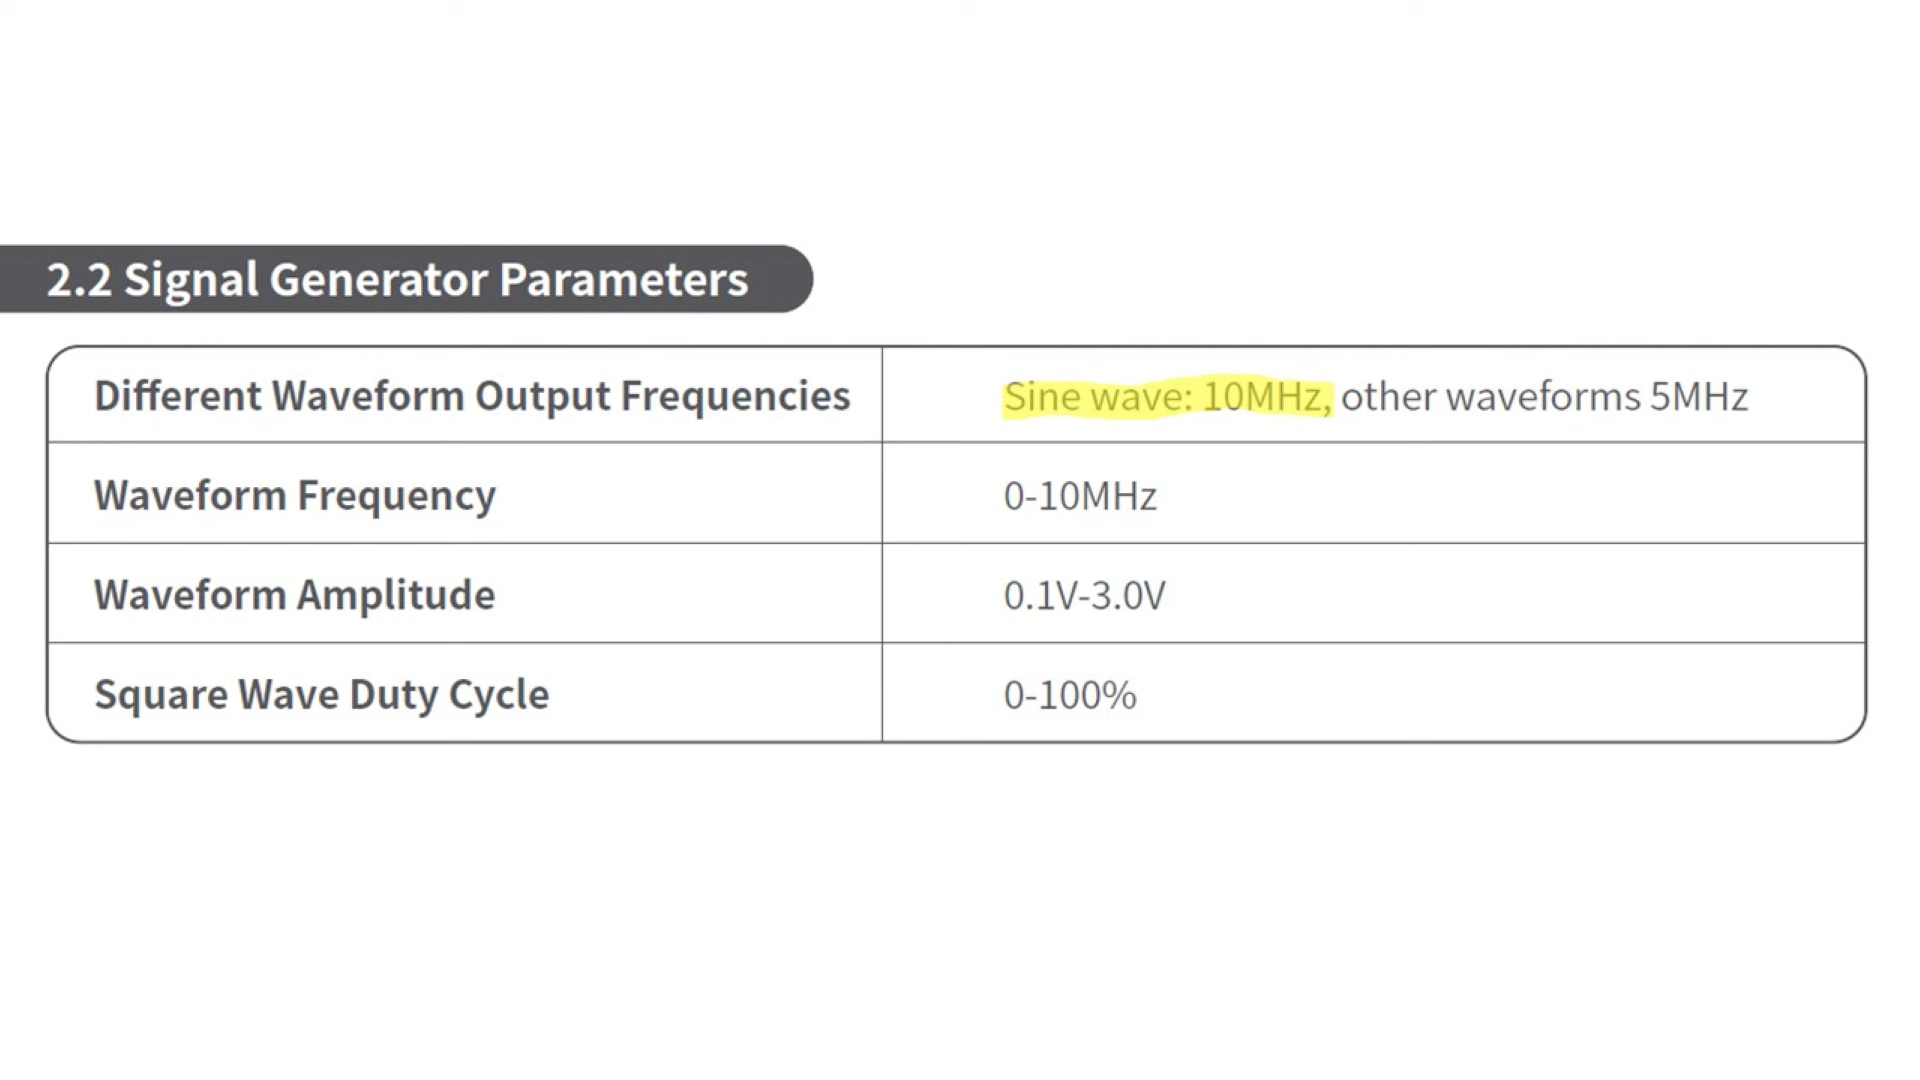 2.2 Signal Generator Parameters
Different Waveform Output Frequencies Sine wave: 10MHz, other waveforms 5MHz
Waveform Frequency 0-10MHz
Waveform Amplitude 0.1V-3.0V
Square Wave Duty Cycle 0-100%